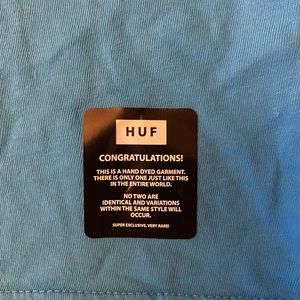 HUF
CONGRATULATIONS!
THIS IS A HAND DYED GARMENT.
THERE IS ONLY ONE JUST LIKE THIS
IN THE ENTIRE WORLD.
NO TWO ARE
IDENTICAL AND VARIATIONS
WITHIN THE SAME STYLE WILL
OCCUR.
SUPER EXCLUSIVE. VERY RARE!